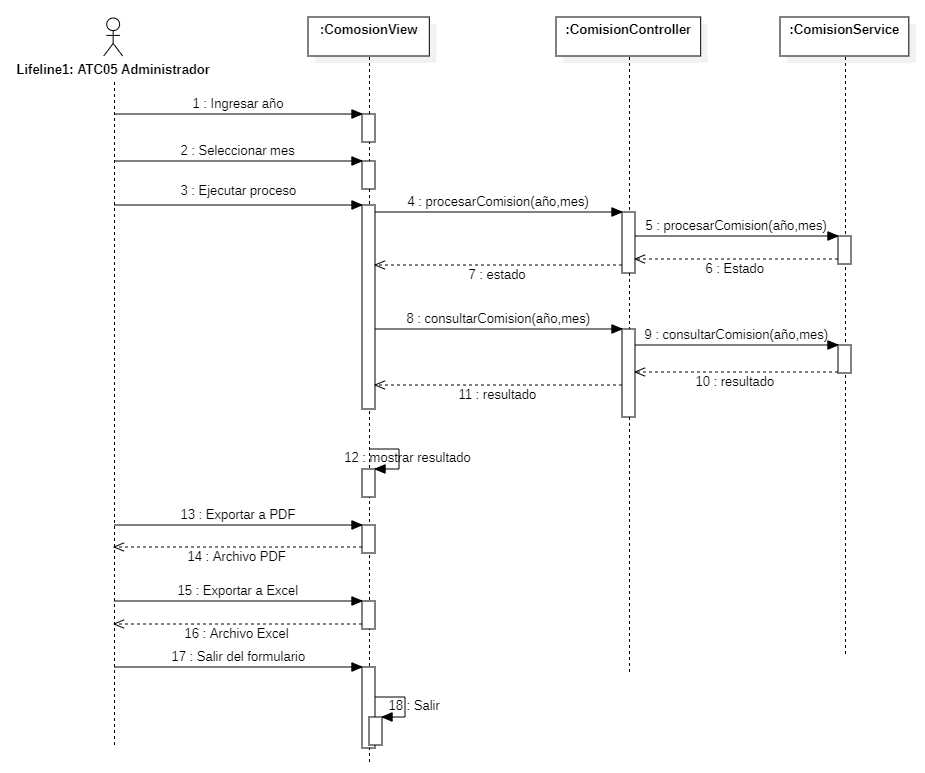 :ComosionView
:ComisionController
:ComisionService
Lifeline1: ATC05 Administrador
1 : Ingresar año
2 : Seleccionar mes
3 : Ejecutar proceso
4 : procesarComision(año,mes)
5 : procesarComision(año,mes)
6 : Estado
7 : estado
8 : consultarComision(año,mes)
9 : consultarComision(año,mes)
10 : resultado
11 : resultado
12 : mostrar resultado
13 : Exportar a PDF
14 : Archivo PDF
15 : Exportar a Excel
16 : Archivo Excel
17 : Salir del formulario
18 : Salir